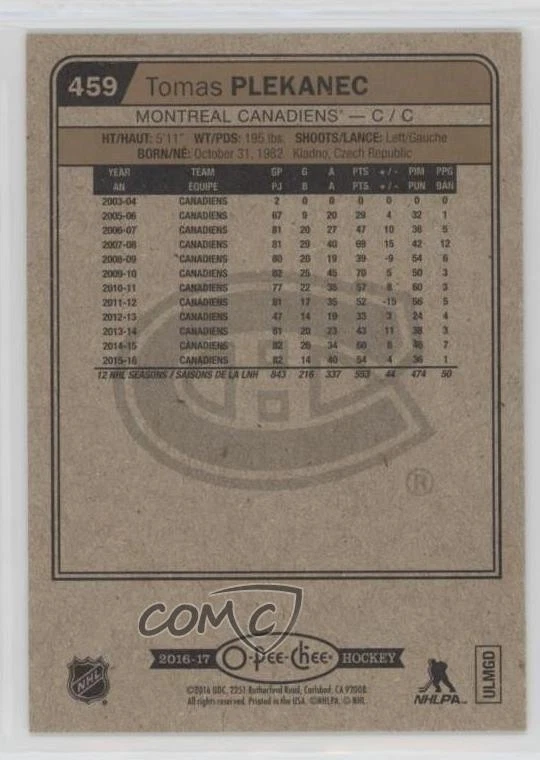 459 Tomas PLEKANEC
MONTREAL CANADIENS® — C / C
HT/HAUT: 5'11" WT/PDS: 195 lbs. SHOOTS/LANCE: Left/Gauche
BORN/NÉ: October 31, 1982 Kladno, Czech Republic
YEAR TEAM GP G A PTS + / - PIM PPG
AN ÉQUIPE PJ B A PTS + / - PUN BAN
2003-04 CANADIENS 2 0 0 0 0 0 0
2005-06 CANADIENS 67 9 20 29 4 32 1
2006-07 CANADIENS 81 20 27 47 10 36 5
2007-08 CANADIENS 81 29 40 69 15 42 12
2008-09 CANADIENS 80 20 19 39 -9 54 6
2009-10 CANADIENS 82 25 45 70 5 50 3
2010-11 CANADIENS 77 22 35 57 8 60 3
2011-12 CANADIENS 81 17 35 52 -15 56 5
2012-13 CANADIENS 47 14 19 33 3 24 4
2013-14 CANADIENS 81 20 23 43 11 38 3
2014-15 CANADIENS 82 26 34 60 8 46 7
2015-16 CANADIENS 82 14 40 54 4 36 1
12 NHL SEASONS / SAISONS DE LA LNH 843 216 337 553 44 474 50
®
COMC
2016-17 O-Pee-Chee® HOCKEY
NHL
NHLPA
ULMGD
©2016 UDC, 2251 Rutherford Road, Carlsbad, CA 92008.
All rights reserved. Printed in the USA. ©NHLPA. © NHL.